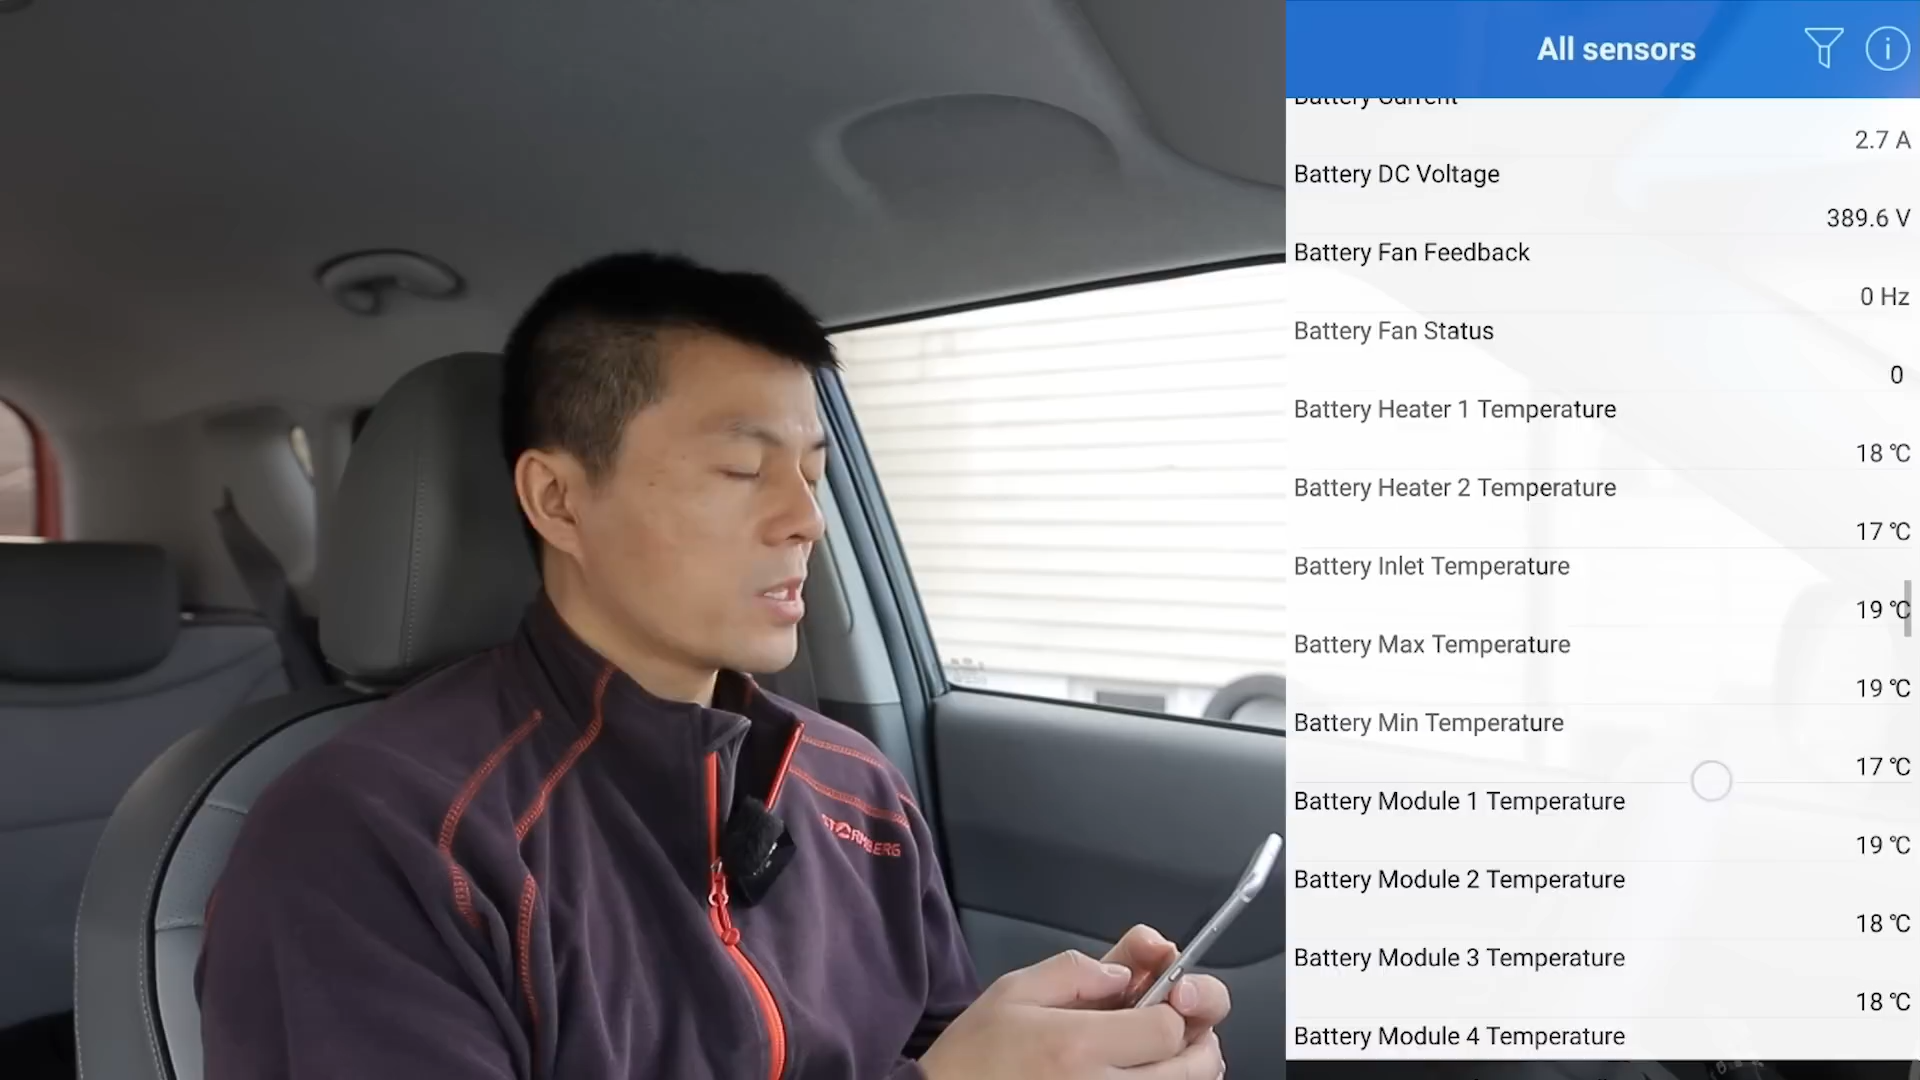 All sensors
Battery Current
2.7 A
Battery DC Voltage
389.6 V
Battery Fan Feedback
0 Hz
Battery Fan Status
0
Battery Heater 1 Temperature
18 ℃
Battery Heater 2 Temperature
17 ℃
Battery Inlet Temperature
19 ℃
Battery Max Temperature
19 ℃
Battery Min Temperature
17 ℃
Battery Module 1 Temperature
19 ℃
Battery Module 2 Temperature
18 ℃
Battery Module 3 Temperature
18 ℃
Battery Module 4 Temperature
STORMBERG